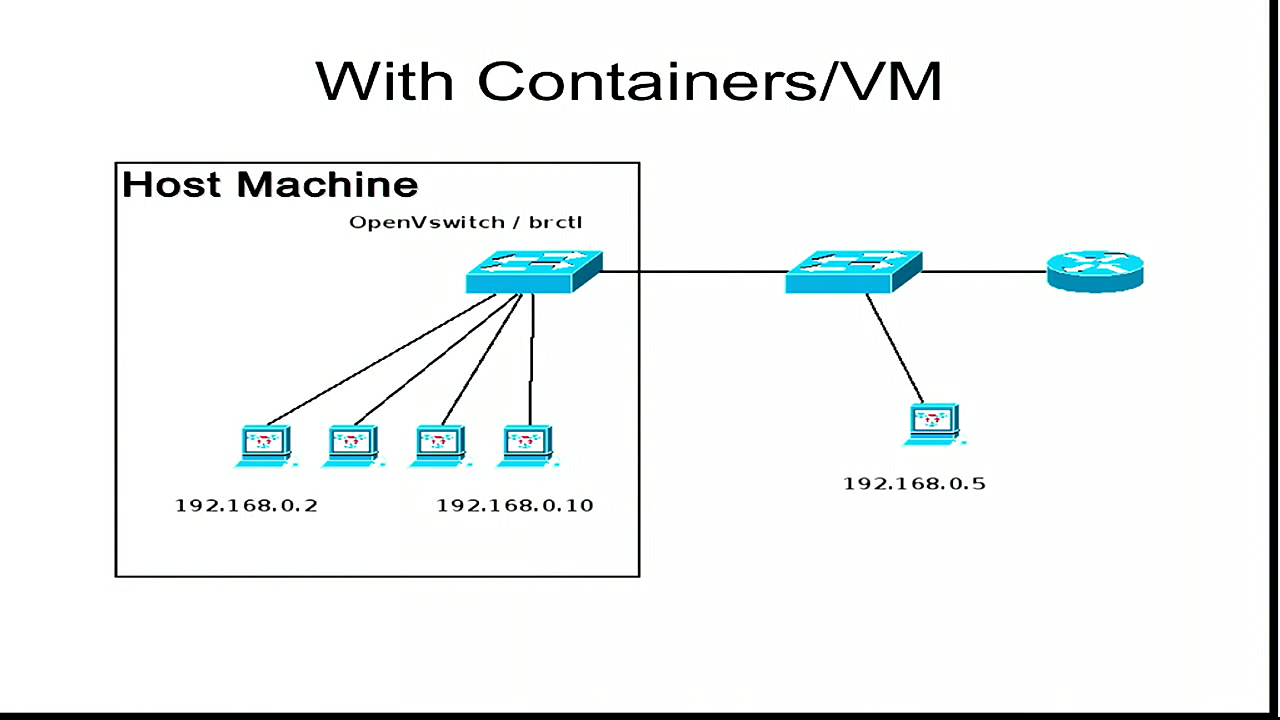 With Containers/VM
Host Machine
OpenVswitch / brctl
192.168.0.2
192.168.0.10
192.168.0.5